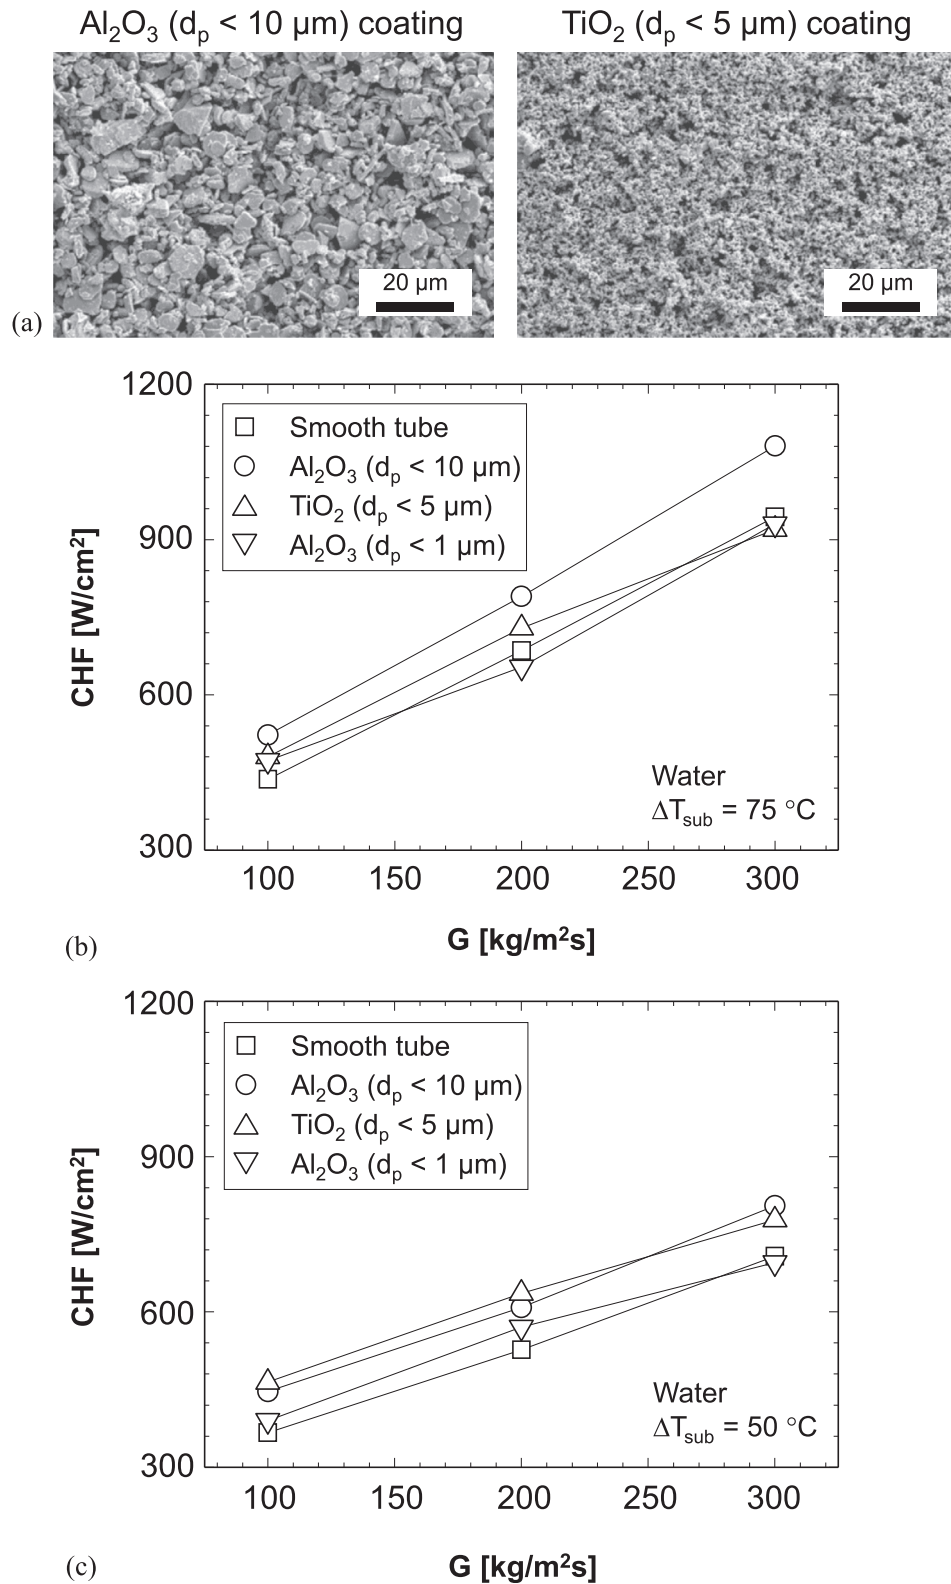 Al₂O₃ (dₚ < 10 µm) coating
TiO₂ (dₚ < 5 µm) coating
20 µm
20 µm
(a)
1200
900
600
300
CHF [W/cm²]
Smooth tube
Al₂O₃ (dₚ < 10 µm)
TiO₂ (dₚ < 5 µm)
Al₂O₃ (dₚ < 1 µm)
Water
ΔT_sub = 75 °C
100 150 200 250 300
G [kg/m²s]
(b)
1200
900
600
300
CHF [W/cm²]
Smooth tube
Al₂O₃ (dₚ < 10 µm)
TiO₂ (dₚ < 5 µm)
Al₂O₃ (dₚ < 1 µm)
Water
ΔT_sub = 50 °C
100 150 200 250 300
G [kg/m²s]
(c)